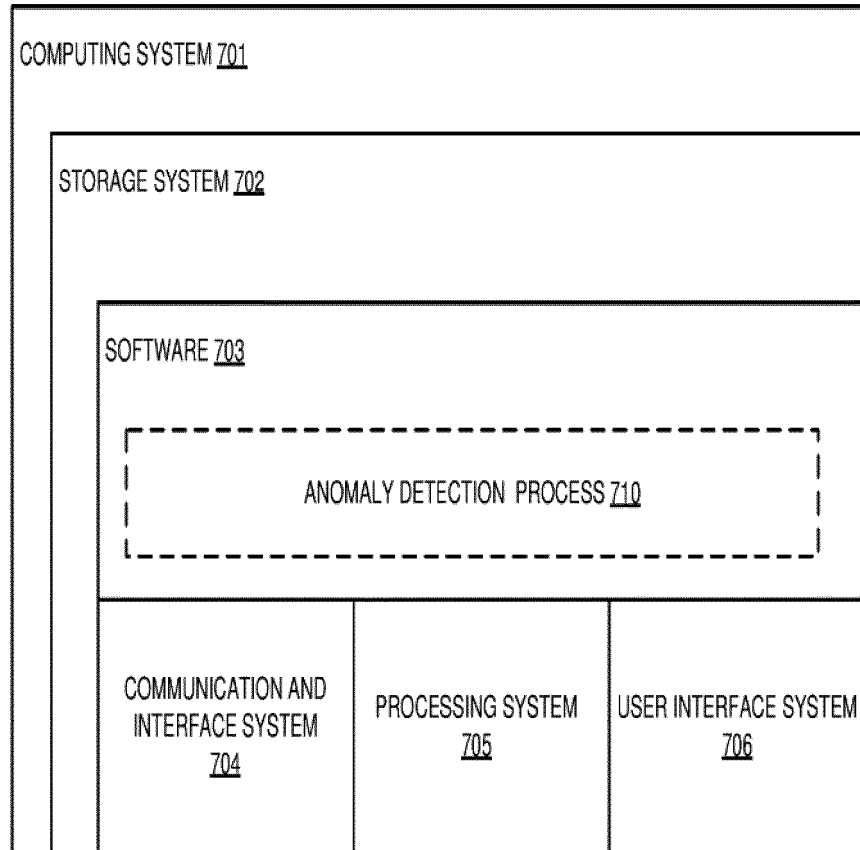 COMPUTING SYSTEM 701
STORAGE SYSTEM 702
SOFTWARE 703
ANOMALY DETECTION PROCESS 710
COMMUNICATION AND
INTERFACE SYSTEM
704
PROCESSING SYSTEM
705
USER INTERFACE SYSTEM
706